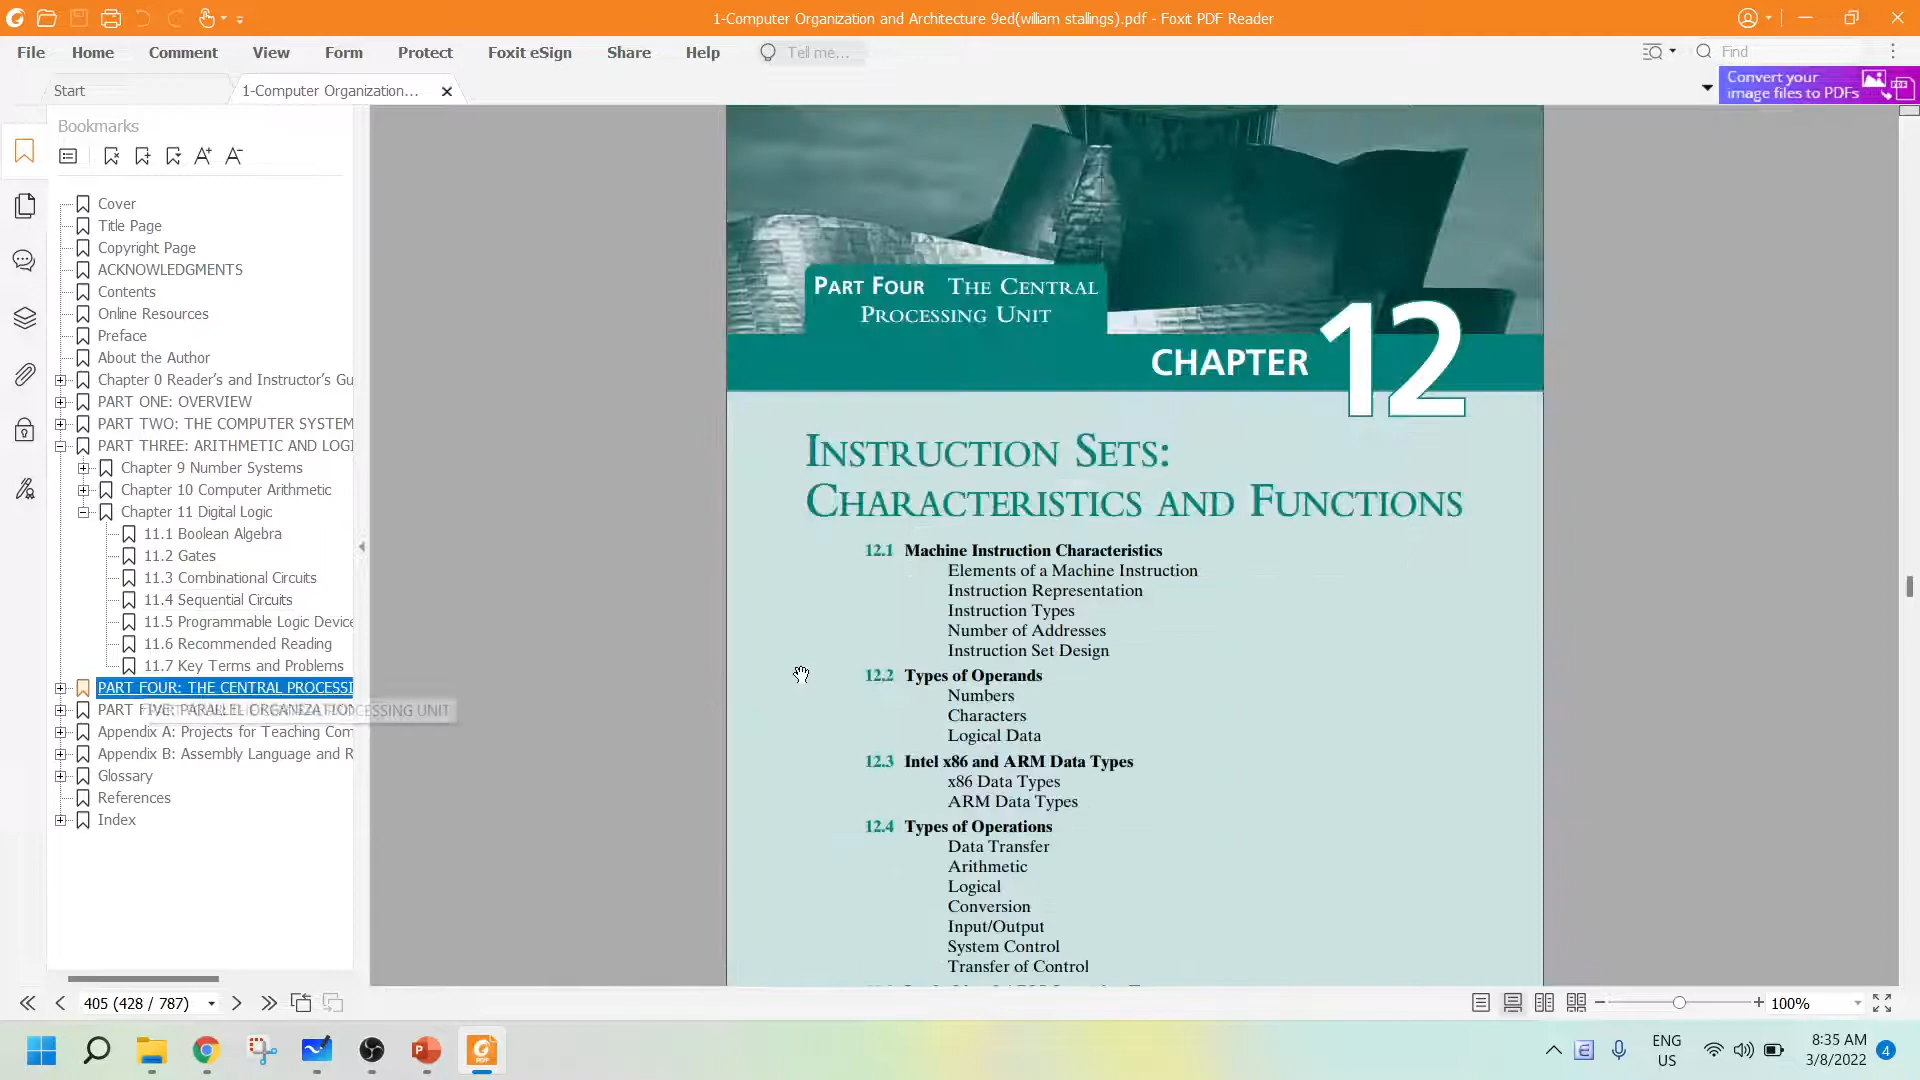 1-Computer Organization and Architecture 9ed(william stallings).pdf - Foxit PDF Reader
File Home Comment View Form Protect Foxit eSign Share Help Tell me... Find
Start 1-Computer Organization...
Convert your
image files to PDFs
Bookmarks
Cover
Title Page
Copyright Page
ACKNOWLEDGMENTS
Contents
Online Resources
Preface
About the Author
Chapter 0 Reader's and Instructor's Gu
PART ONE: OVERVIEW
PART TWO: THE COMPUTER SYSTEM
PART THREE: ARITHMETIC AND LOGI
Chapter 9 Number Systems
Chapter 10 Computer Arithmetic
Chapter 11 Digital Logic
11.1 Boolean Algebra
11.2 Gates
11.3 Combinational Circuits
11.4 Sequential Circuits
11.5 Programmable Logic Device
11.6 Recommended Reading
11.7 Key Terms and Problems
PART FOUR: THE CENTRAL PROCESSI
PART FIVE: PARALLEL ORGANIZATION
Appendix A: Projects for Teaching Com
Appendix B: Assembly Language and R
Glossary
References
Index
PART FOUR THE CENTRAL
PROCESSING UNIT
CHAPTER 12
INSTRUCTION SETS:
CHARACTERISTICS AND FUNCTIONS
12.1 Machine Instruction Characteristics
Elements of a Machine Instruction
Instruction Representation
Instruction Types
Number of Addresses
Instruction Set Design
12.2 Types of Operands
Numbers
Characters
Logical Data
12.3 Intel x86 and ARM Data Types
x86 Data Types
ARM Data Types
12.4 Types of Operations
Data Transfer
Arithmetic
Logical
Conversion
Input/Output
System Control
Transfer of Control
405 (428 / 787)
100%
ENG
US
8:35 AM
3/8/2022
4